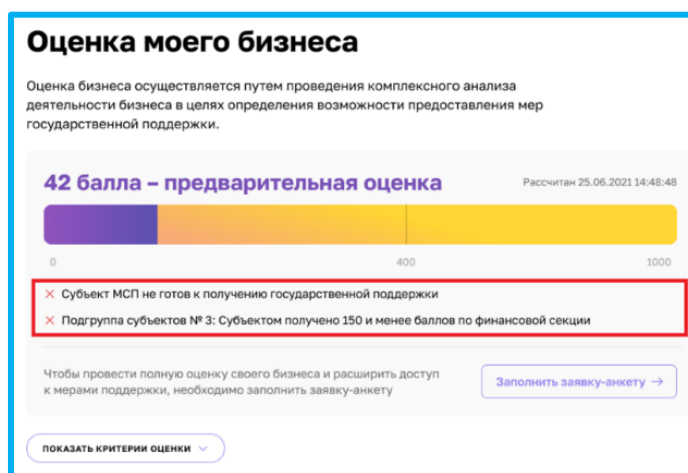 Оценка моего бизнеса
Оценка бизнеса осуществляется путем проведения комплексного анализа
деятельности бизнеса в целях определения возможности предоставления мер
государственной поддержки.
42 балла – предварительная оценка
Рассчитан 25.06.2021 14:48:48
0 400 1000
× Субъект МСП не готов к получению государственной поддержки
× Подгруппа субъектов № 3: Субъектом получено 150 и менее баллов по финансовой секции
Чтобы провести полную оценку своего бизнеса и расширить доступ
к мерами поддержки, необходимо заполнить заявку-анкету
Заполнить заявку-анкету →
ПОКАЗАТЬ КРИТЕРИИ ОЦЕНКИ